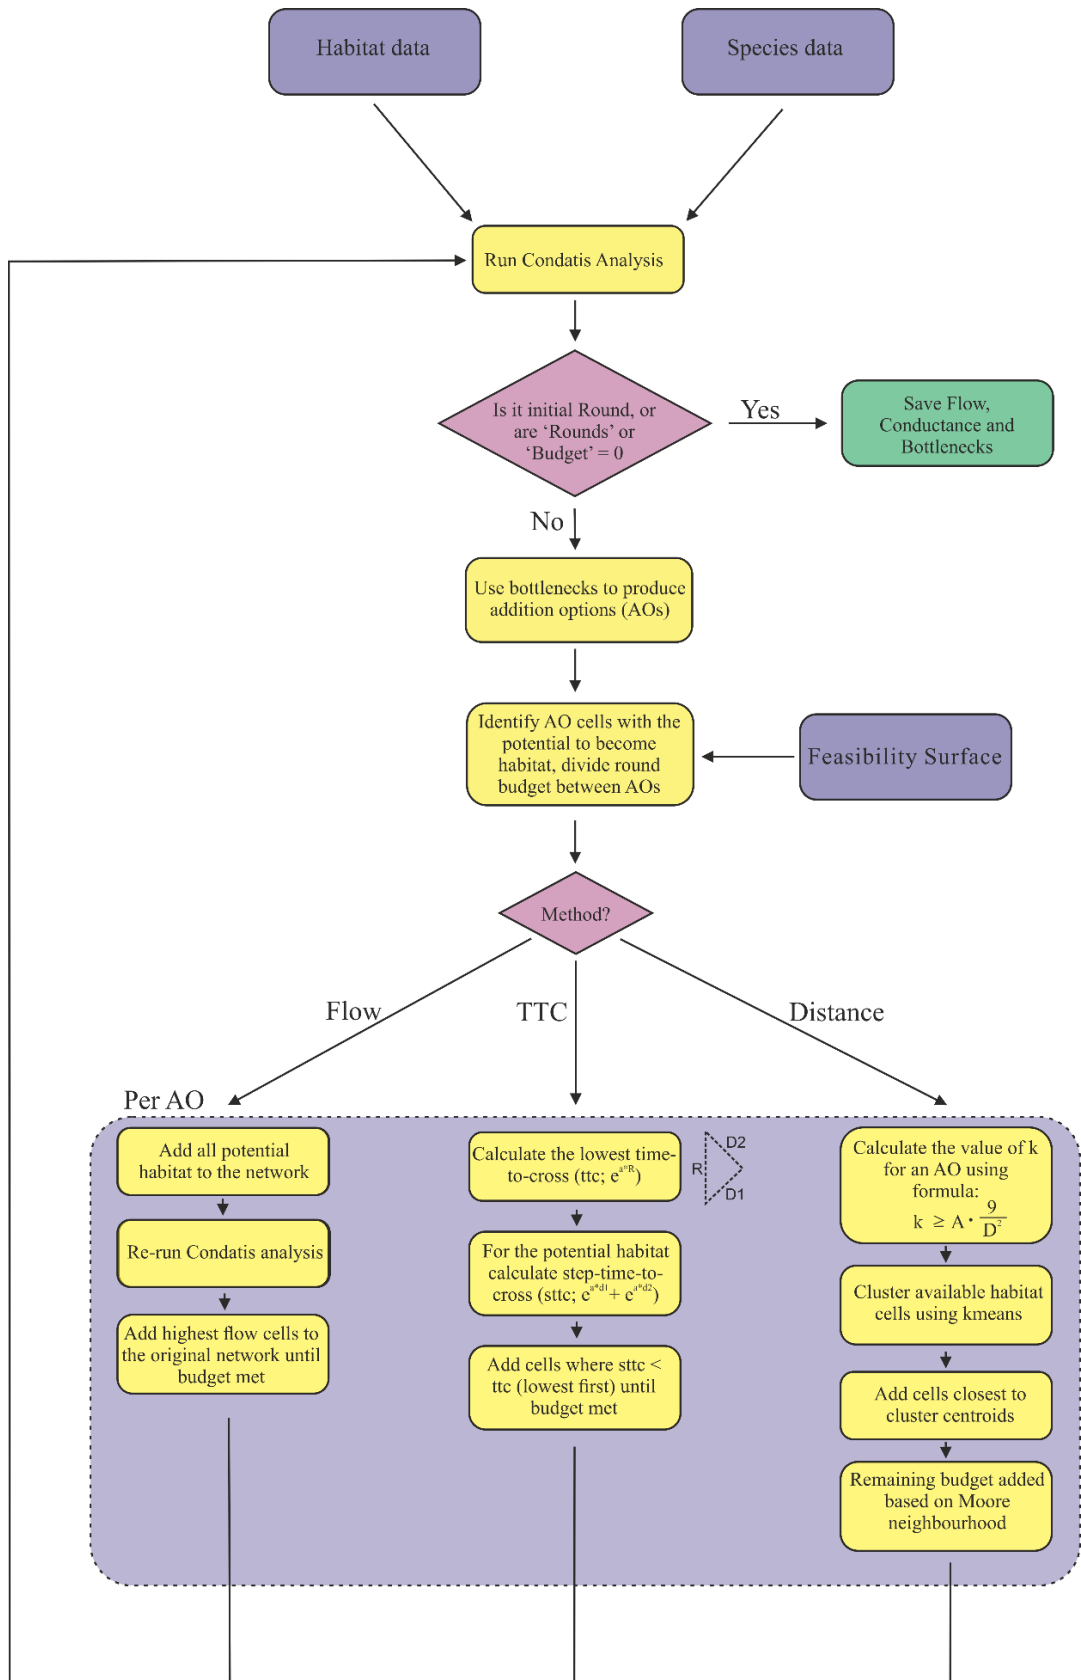 Habitat data
Species data
Run Condatis Analysis
Is it initial Round, or
are ‘Rounds’ or
‘Budget’ = 0
Yes
Save Flow,
Conductance and
Bottlenecks
No
Use bottlenecks to produce
addition options (AOs)
Identify AO cells with the
potential to become
habitat, divide round
budget between AOs
Feasibility Surface
Method?
Flow
TTC
Distance
Per AO
Add all potential
habitat to the network
Re-run Condatis analysis
Add highest flow cells to
the original network until
budget met
Calculate the lowest time-
to-cross (ttc; e^a*R)
R
D2
D1
For the potential habitat
calculate step-time-to-
cross (sttc; e^a*d1 + e^a*d2)
Add cells where sttc <
ttc (lowest first) until
budget met
Calculate the value of k
for an AO using
formula:
k ≥ A · 9/D²
Cluster available habitat
cells using kmeans
Add cells closest to
cluster centroids
Remaining budget added
based on Moore
neighbourhood